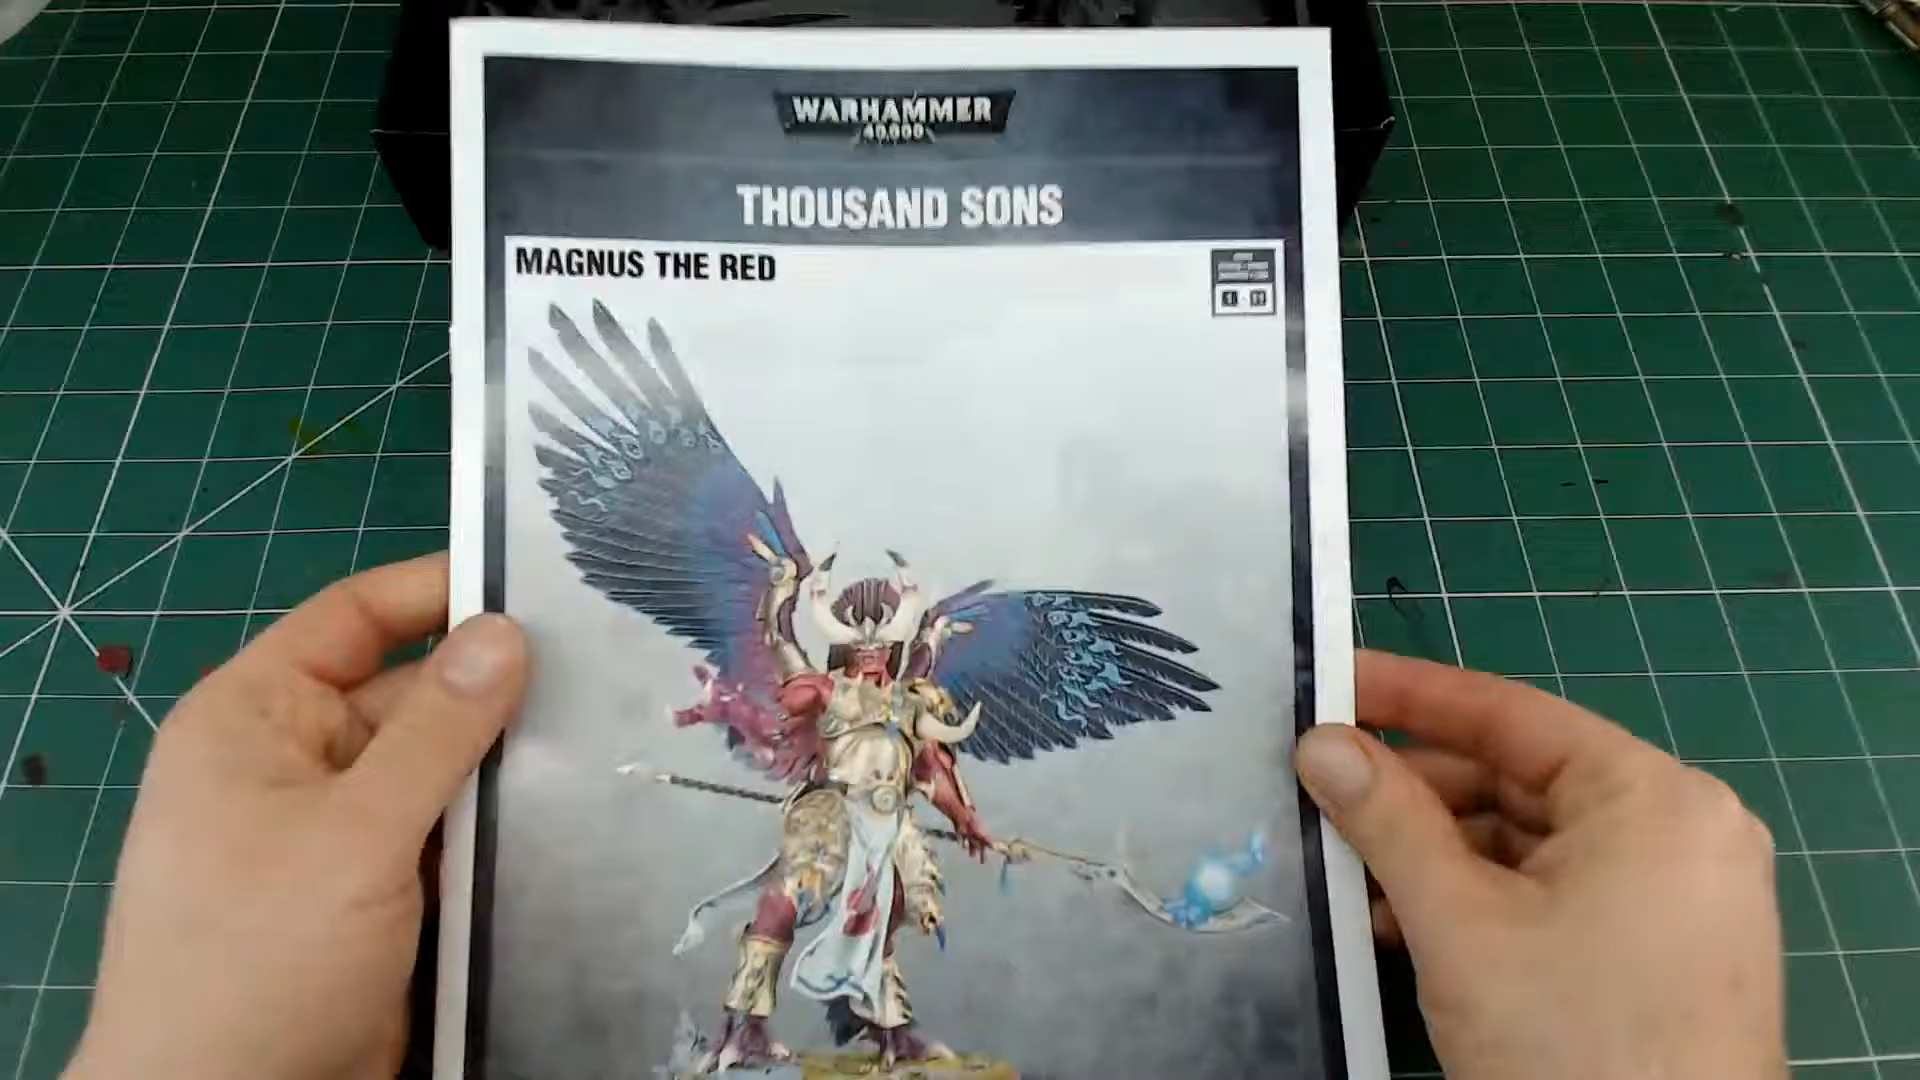 WARHAMMER
40,000
THOUSAND SONS
MAGNUS THE RED